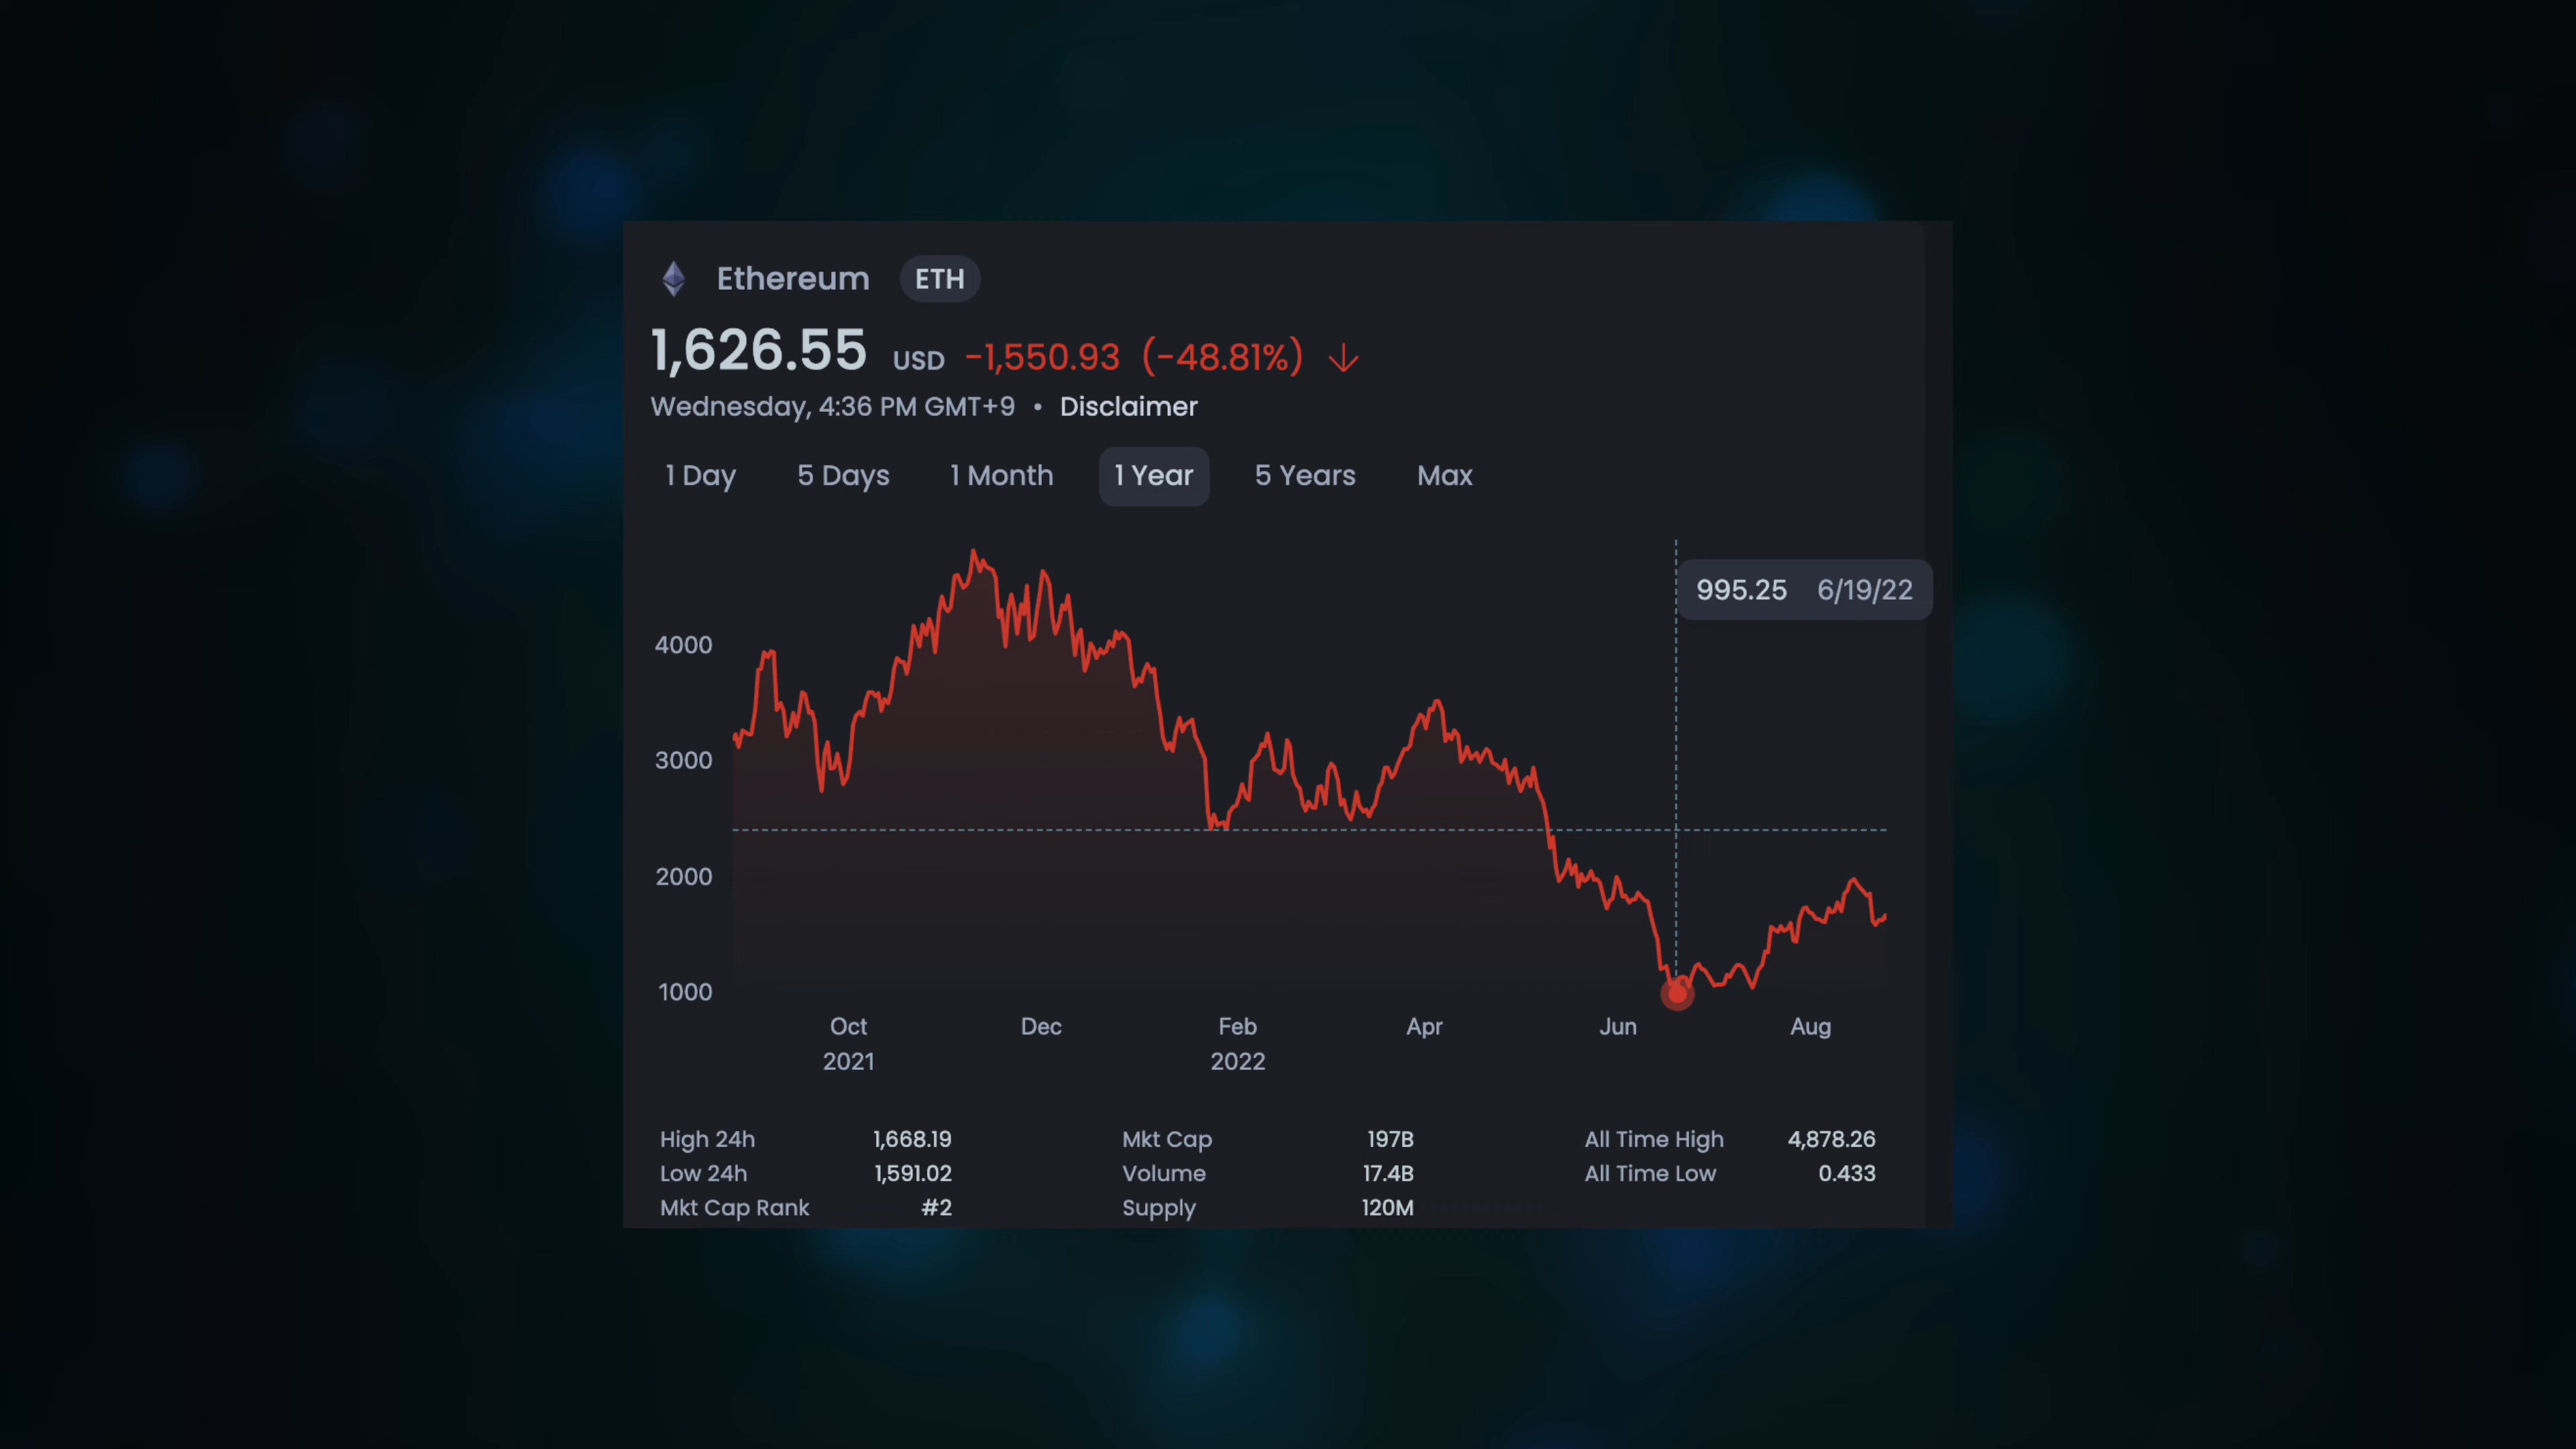 Ethereum ETH
1,626.55 USD -1,550.93 (-48.81%) ↓
Wednesday, 4:36 PM GMT+9 • Disclaimer
1 Day 5 Days 1 Month 1 Year 5 Years Max
995.25 6/19/22
4000
3000
2000
1000
Oct Dec Feb Apr Jun Aug
2021 2022
High 24h 1,668.19 Mkt Cap 197B All Time High 4,878.26
Low 24h 1,591.02 Volume 17.4B All Time Low 0.433
Mkt Cap Rank #2 Supply 120M